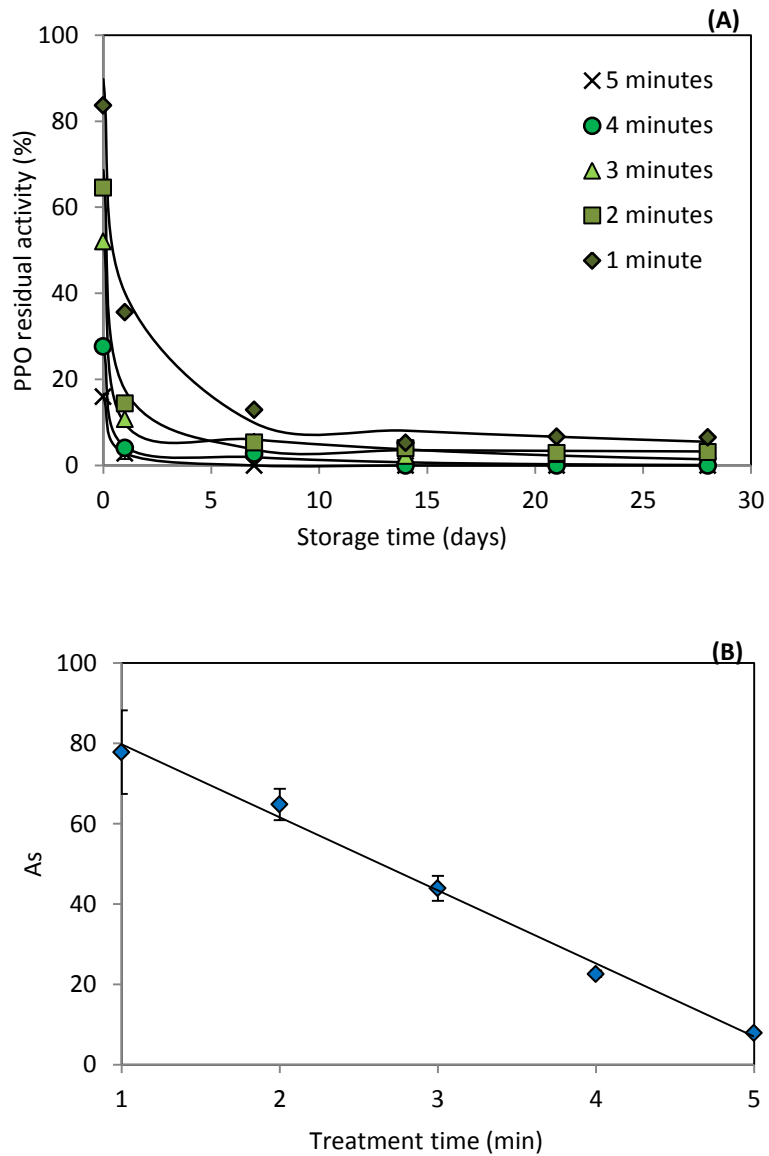 (A)
100
80
60
40
20
0
PPO residual activity (%)
5 minutes
4 minutes
3 minutes
2 minutes
1 minute
0 5 10 15 20 25 30
Storage time (days)
(B)
100
80
60
40
20
0
As
1 2 3 4 5
Treatment time (min)